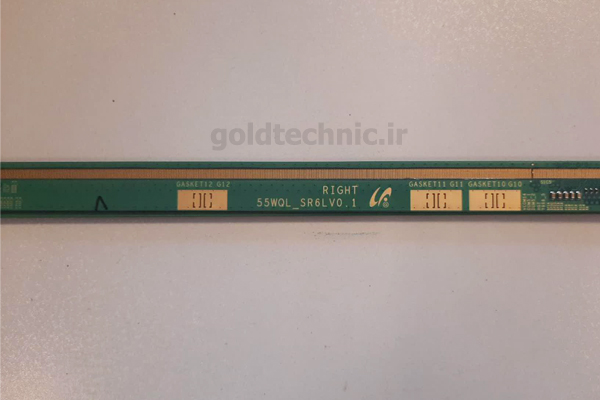 goldtechnic.ir
GASKET12 G12
RIGHT
55WQL_SR6LV0.1
GASKET11 G11
GASKET10 G10